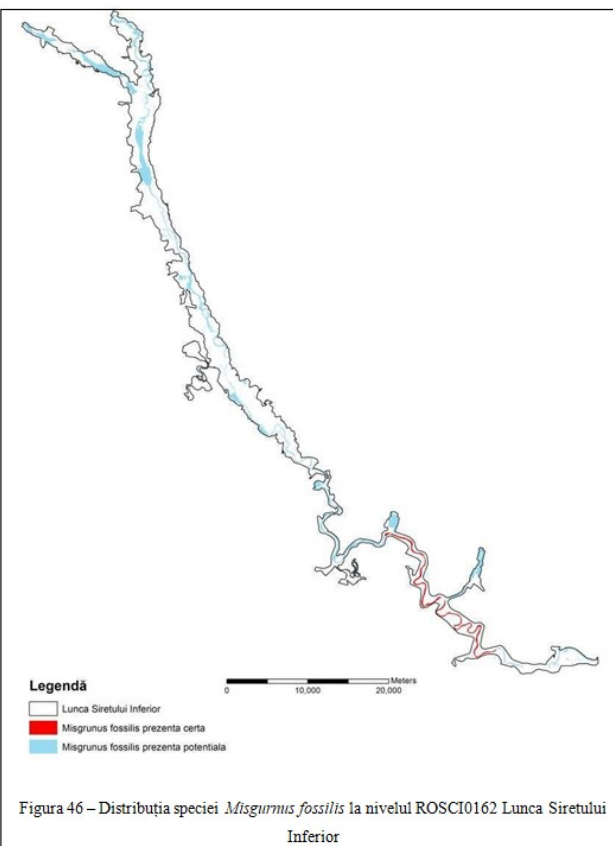 Legendă
Lunca Siretului Inferior
Misgrunus fossilis prezenta certa
Misgrunus fossilis prezenta potentiala
Meters
0 10,000 20,000
Figura 46 – Distribuția speciei Misgurnus fossilis la nivelul ROSCI0162 Lunca Siretului
Inferior